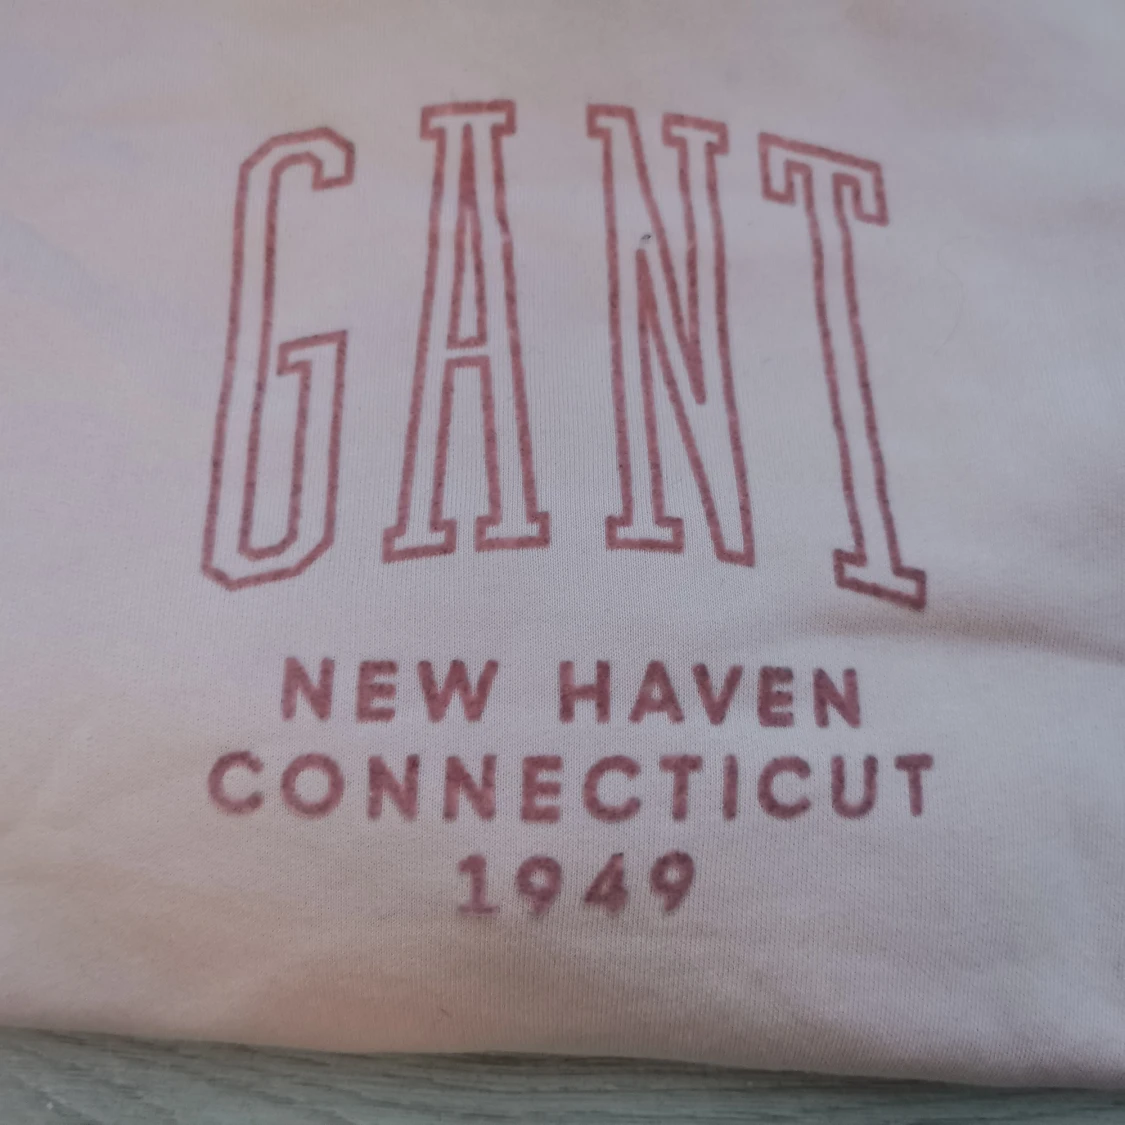 GANT
NEW HAVEN
CONNECTICUT
1949